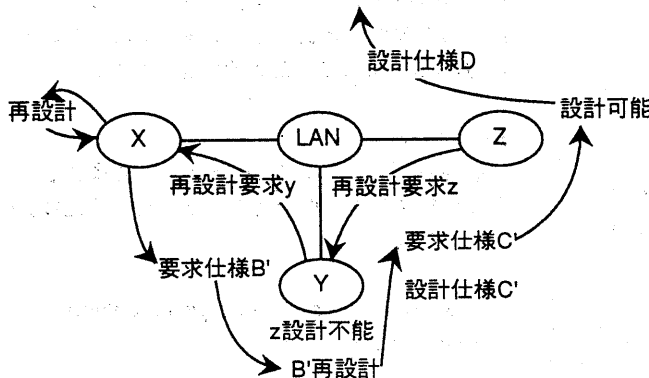 設計仕様D
再設計
設計可能
X
LAN
Z
再設計要求y
再設計要求z
要求仕様B'
要求仕様C'
設計仕様C'
Y
z設計不能
B'再設計